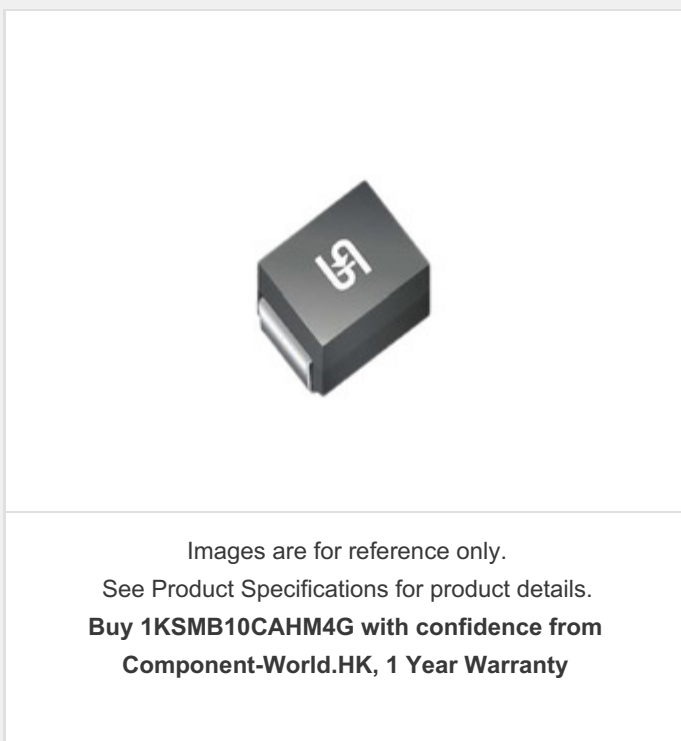 Images are for reference only.
See Product Specifications for product details.
Buy 1KSMB10CAHM4G with confidence from
Component-World.HK, 1 Year Warranty